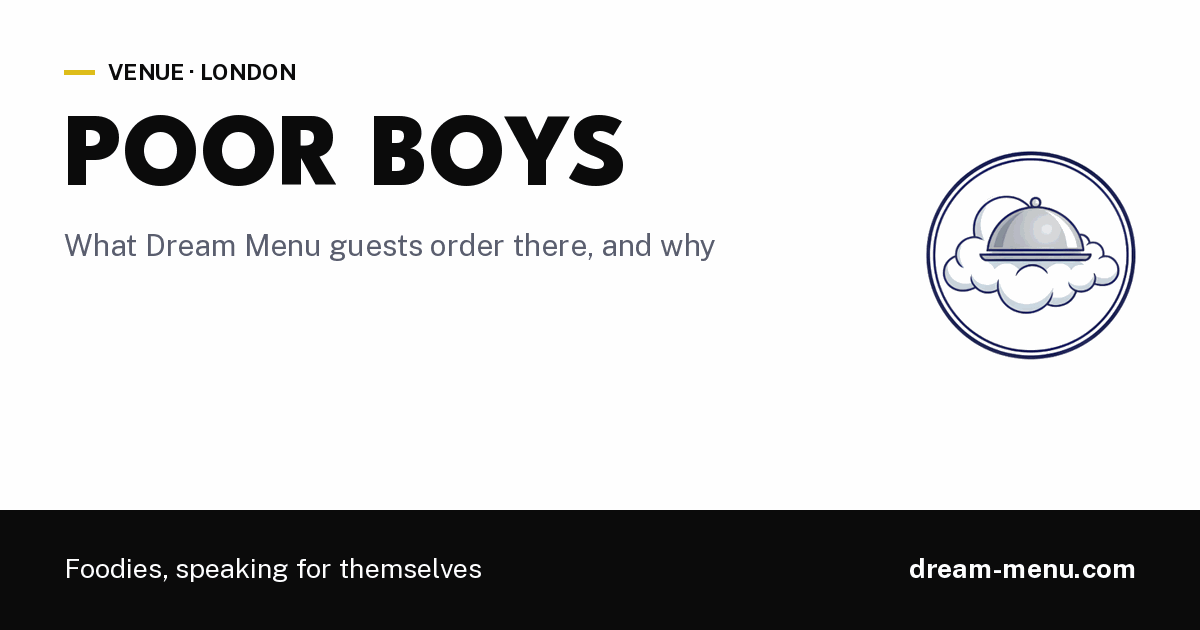 VENUE · LONDON
POOR BOYS
What Dream Menu guests order there, and why
Foodies, speaking for themselves
dream-menu.com